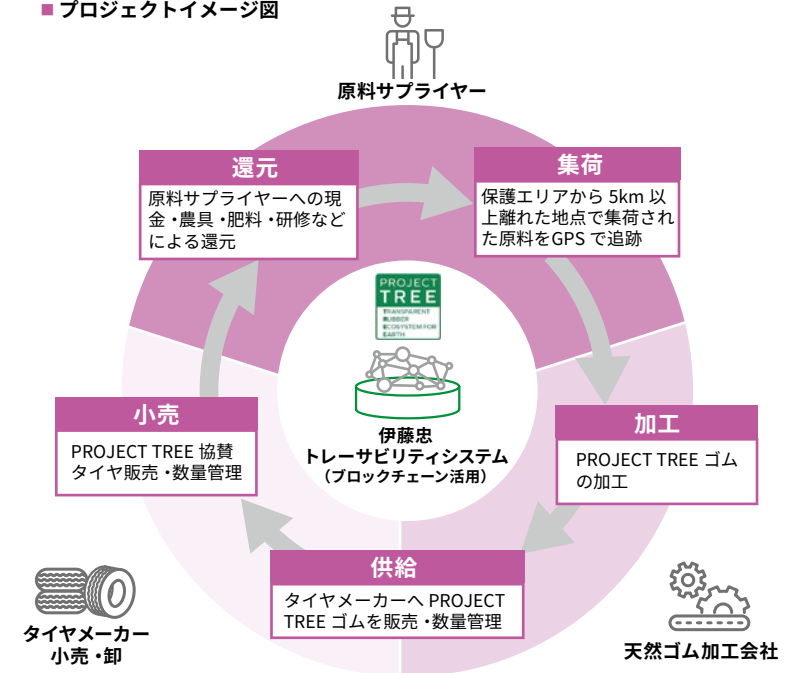 ■ プロジェクトイメージ図
原料サプライヤー
還元
原料サプライヤーへの現
金・農具・肥料・研修など
による還元
集荷
保護エリアから 5km 以
上離れた地点で集荷され
た原料をGPS で追跡
PROJECT
TREE
TRANSPARENT
RUBBER
ECOSYSTEM FOR
EARTH
伊藤忠
トレーサビリティシステム
（ブロックチェーン活用）
小売
PROJECT TREE 協賛
タイヤ販売・数量管理
加工
PROJECT TREE ゴム
の加工
供給
タイヤメーカーへ PROJECT
TREE ゴムを販売・数量管理
タイヤメーカー
小売・卸
天然ゴム加工会社